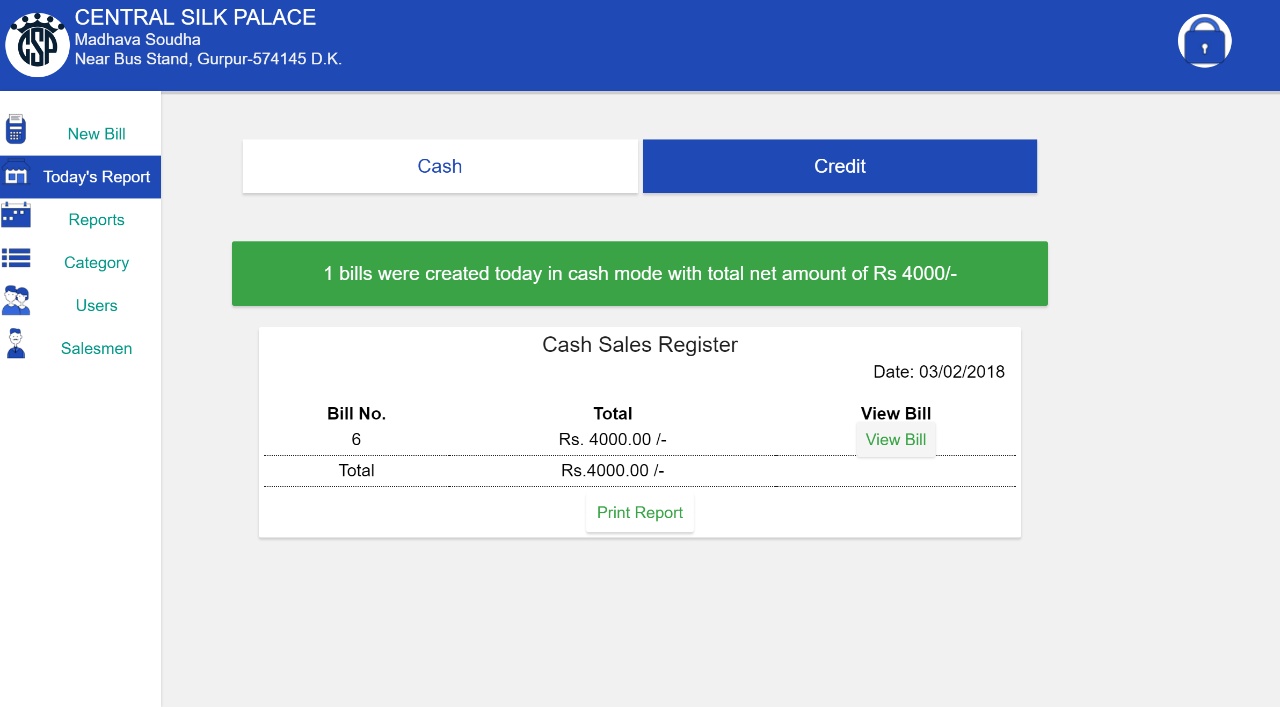 CSP
CENTRAL SILK PALACE
Madhava Soudha
Near Bus Stand, Gurpur-574145 D.K.
New Bill
Today's Report
Reports
Category
Users
Salesmen
Cash
Credit
1 bills were created today in cash mode with total net amount of Rs 4000/-
Cash Sales Register
Date: 03/02/2018
Bill No. Total View Bill
6 Rs. 4000.00 /- View Bill
Total Rs.4000.00 /-
Print Report